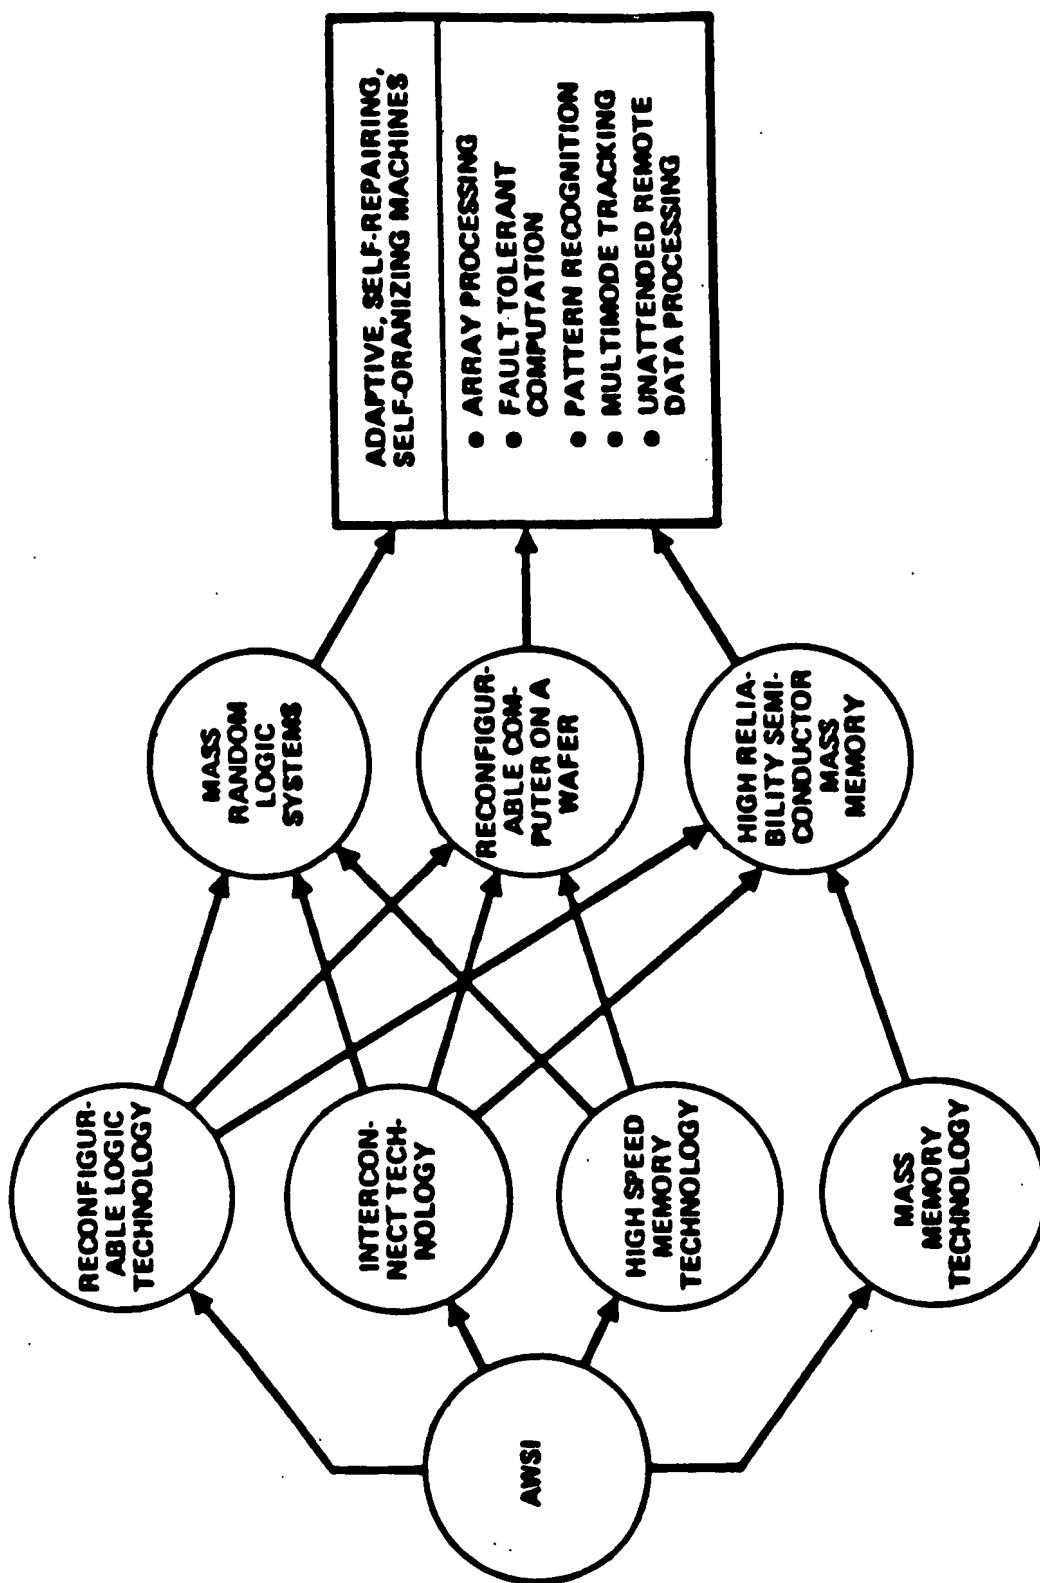 AWSI
RECONFIGUR-
ABLE LOGIC
TECHNOLOGY
INTERCON-
NECT TECH-
NOLOGY
HIGH SPEED
MEMORY
TECHNOLOGY
MASS
MEMORY
TECHNOLOGY
MASS
RANDOM
LOGIC
SYSTEMS
RECONFIGUR-
ABLE COM-
PUTER ON A
WAFER
HIGH RELIA-
BILITY SEMI-
CONDUCTOR
MASS
MEMORY
ADAPTIVE, SELF-REPAIRING,
SELF-ORANIZING MACHINES
● ARRAY PROCESSING
● FAULT TOLERANT
COMPUTATION
● PATTERN RECOGNITION
● MULTIMODE TRACKING
● UNATTENDED REMOTE
DATA PROCESSING